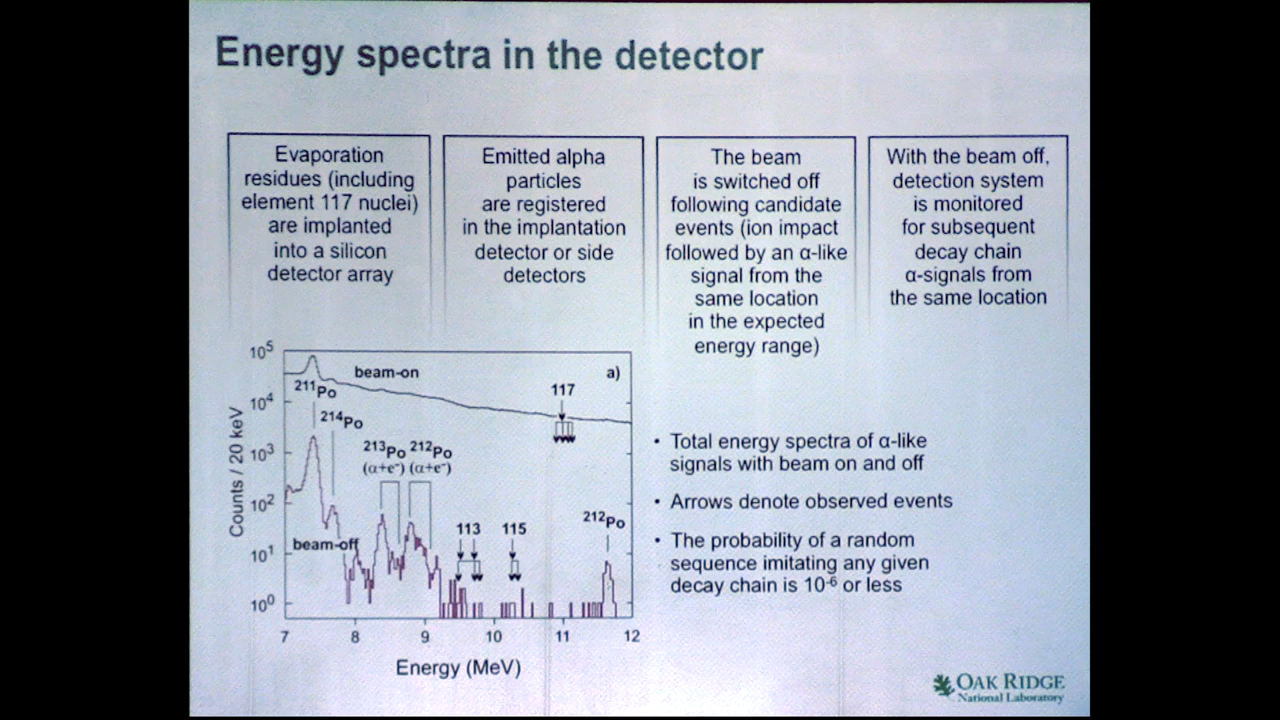 Energy spectra in the detector
Evaporation
residues (including
element 117 nuclei)
are implanted
into a silicon
detector array
Emitted alpha
particles
are registered
in the implantation
detector or side
detectors
The beam
is switched off
following candidate
events (ion impact
followed by an α-like
signal from the
same location
in the expected
energy range)
With the beam off,
detection system
is monitored
for subsequent
decay chain
α-signals from
the same location
10⁵
10⁴
10³
10²
10¹
10⁰
Counts / 20 keV
beam-on
a)
²¹¹Po
117
²¹⁴Po
²¹³Po ²¹²Po
(α+e⁻) (α+e⁻)
113
115
²¹²Po
beam-off
7 8 9 10 11 12
Energy (MeV)
• Total energy spectra of α-like
signals with beam on and off
• Arrows denote observed events
• The probability of a random
sequence imitating any given
decay chain is 10⁻⁶ or less
OAK RIDGE
National Laboratory